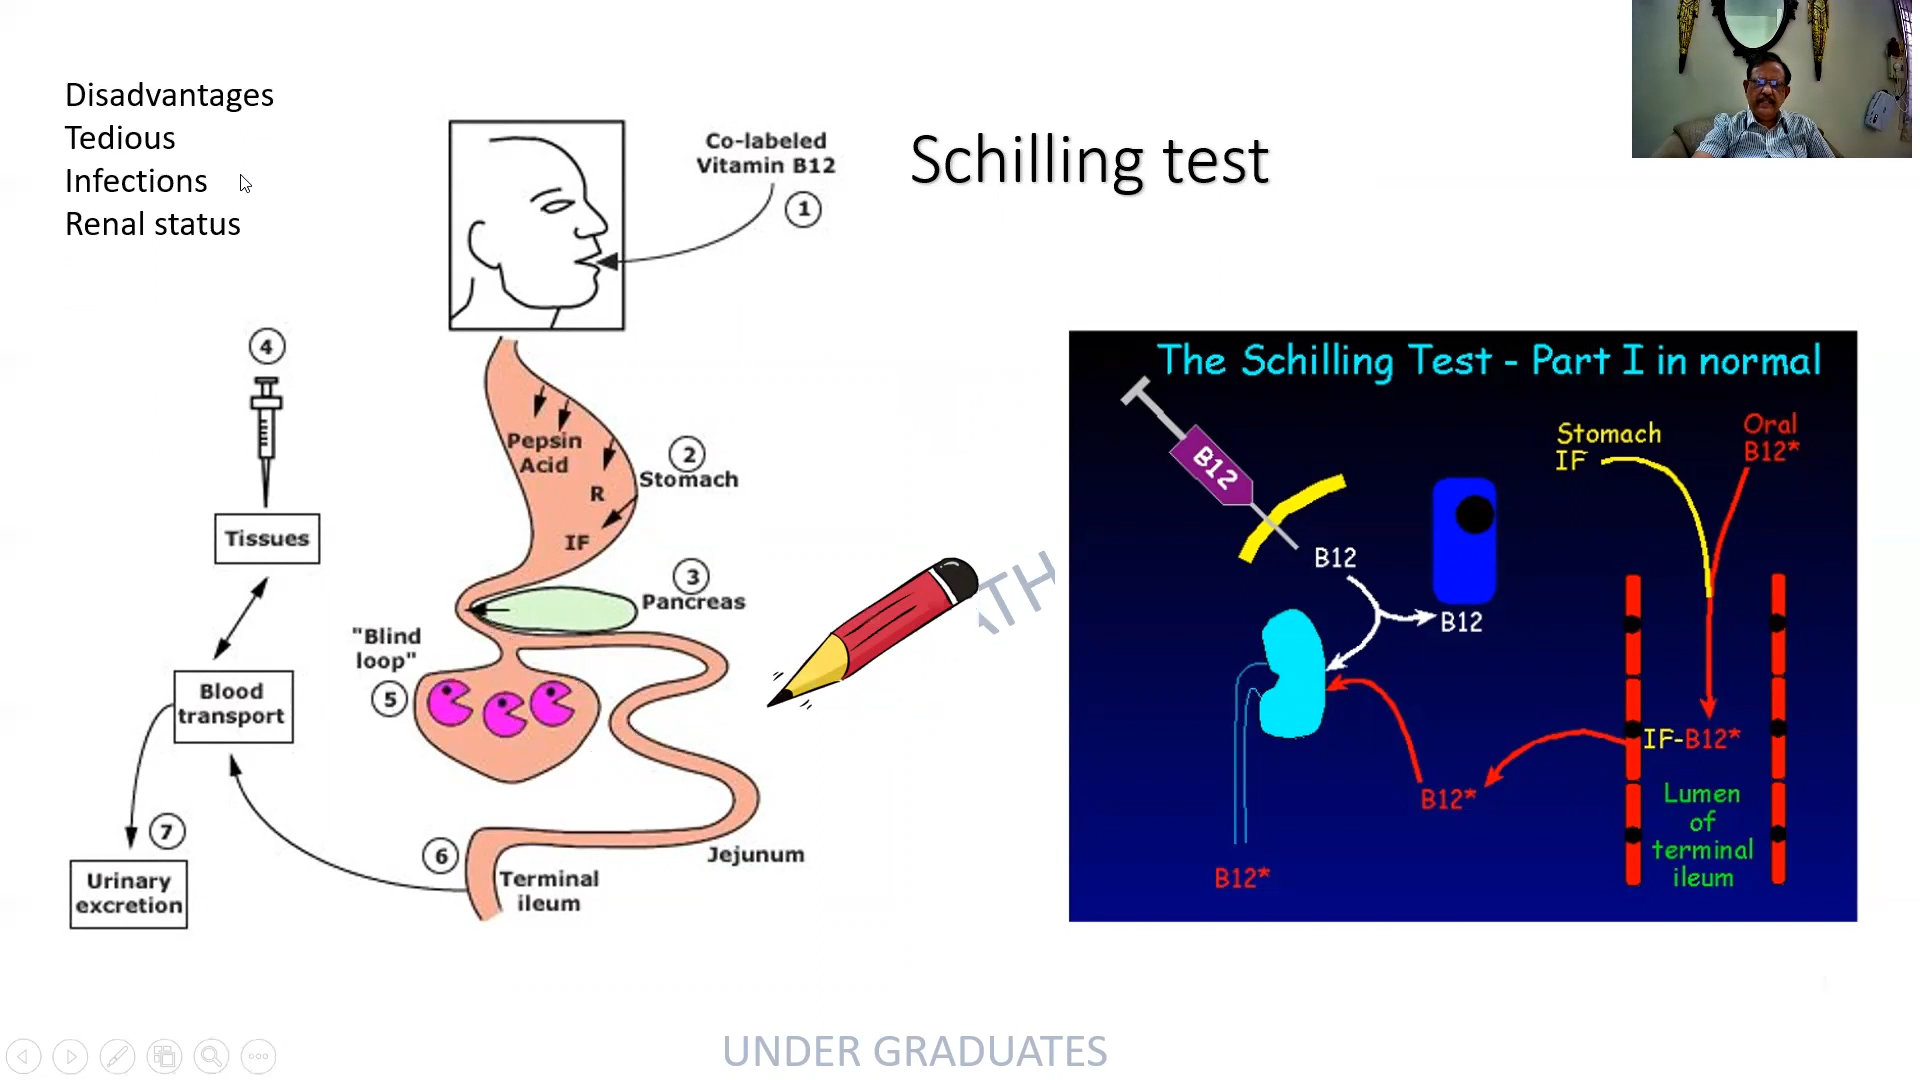 Disadvantages
Tedious
Infections
Renal status
Schilling test
Co-labeled
Vitamin B12
1
4
Pepsin
Acid
R
IF
2
Stomach
3
Pancreas
Tissues
"Blind
loop"
5
Blood
transport
7
6
Jejunum
Terminal
ileum
Urinary
excretion
The Schilling Test - Part I in normal
B12
Stomach
IF
Oral
B12*
B12
B12
IF-B12*
B12*
Lumen
of
terminal
ileum
B12*
ATH
UNDER GRADUATES